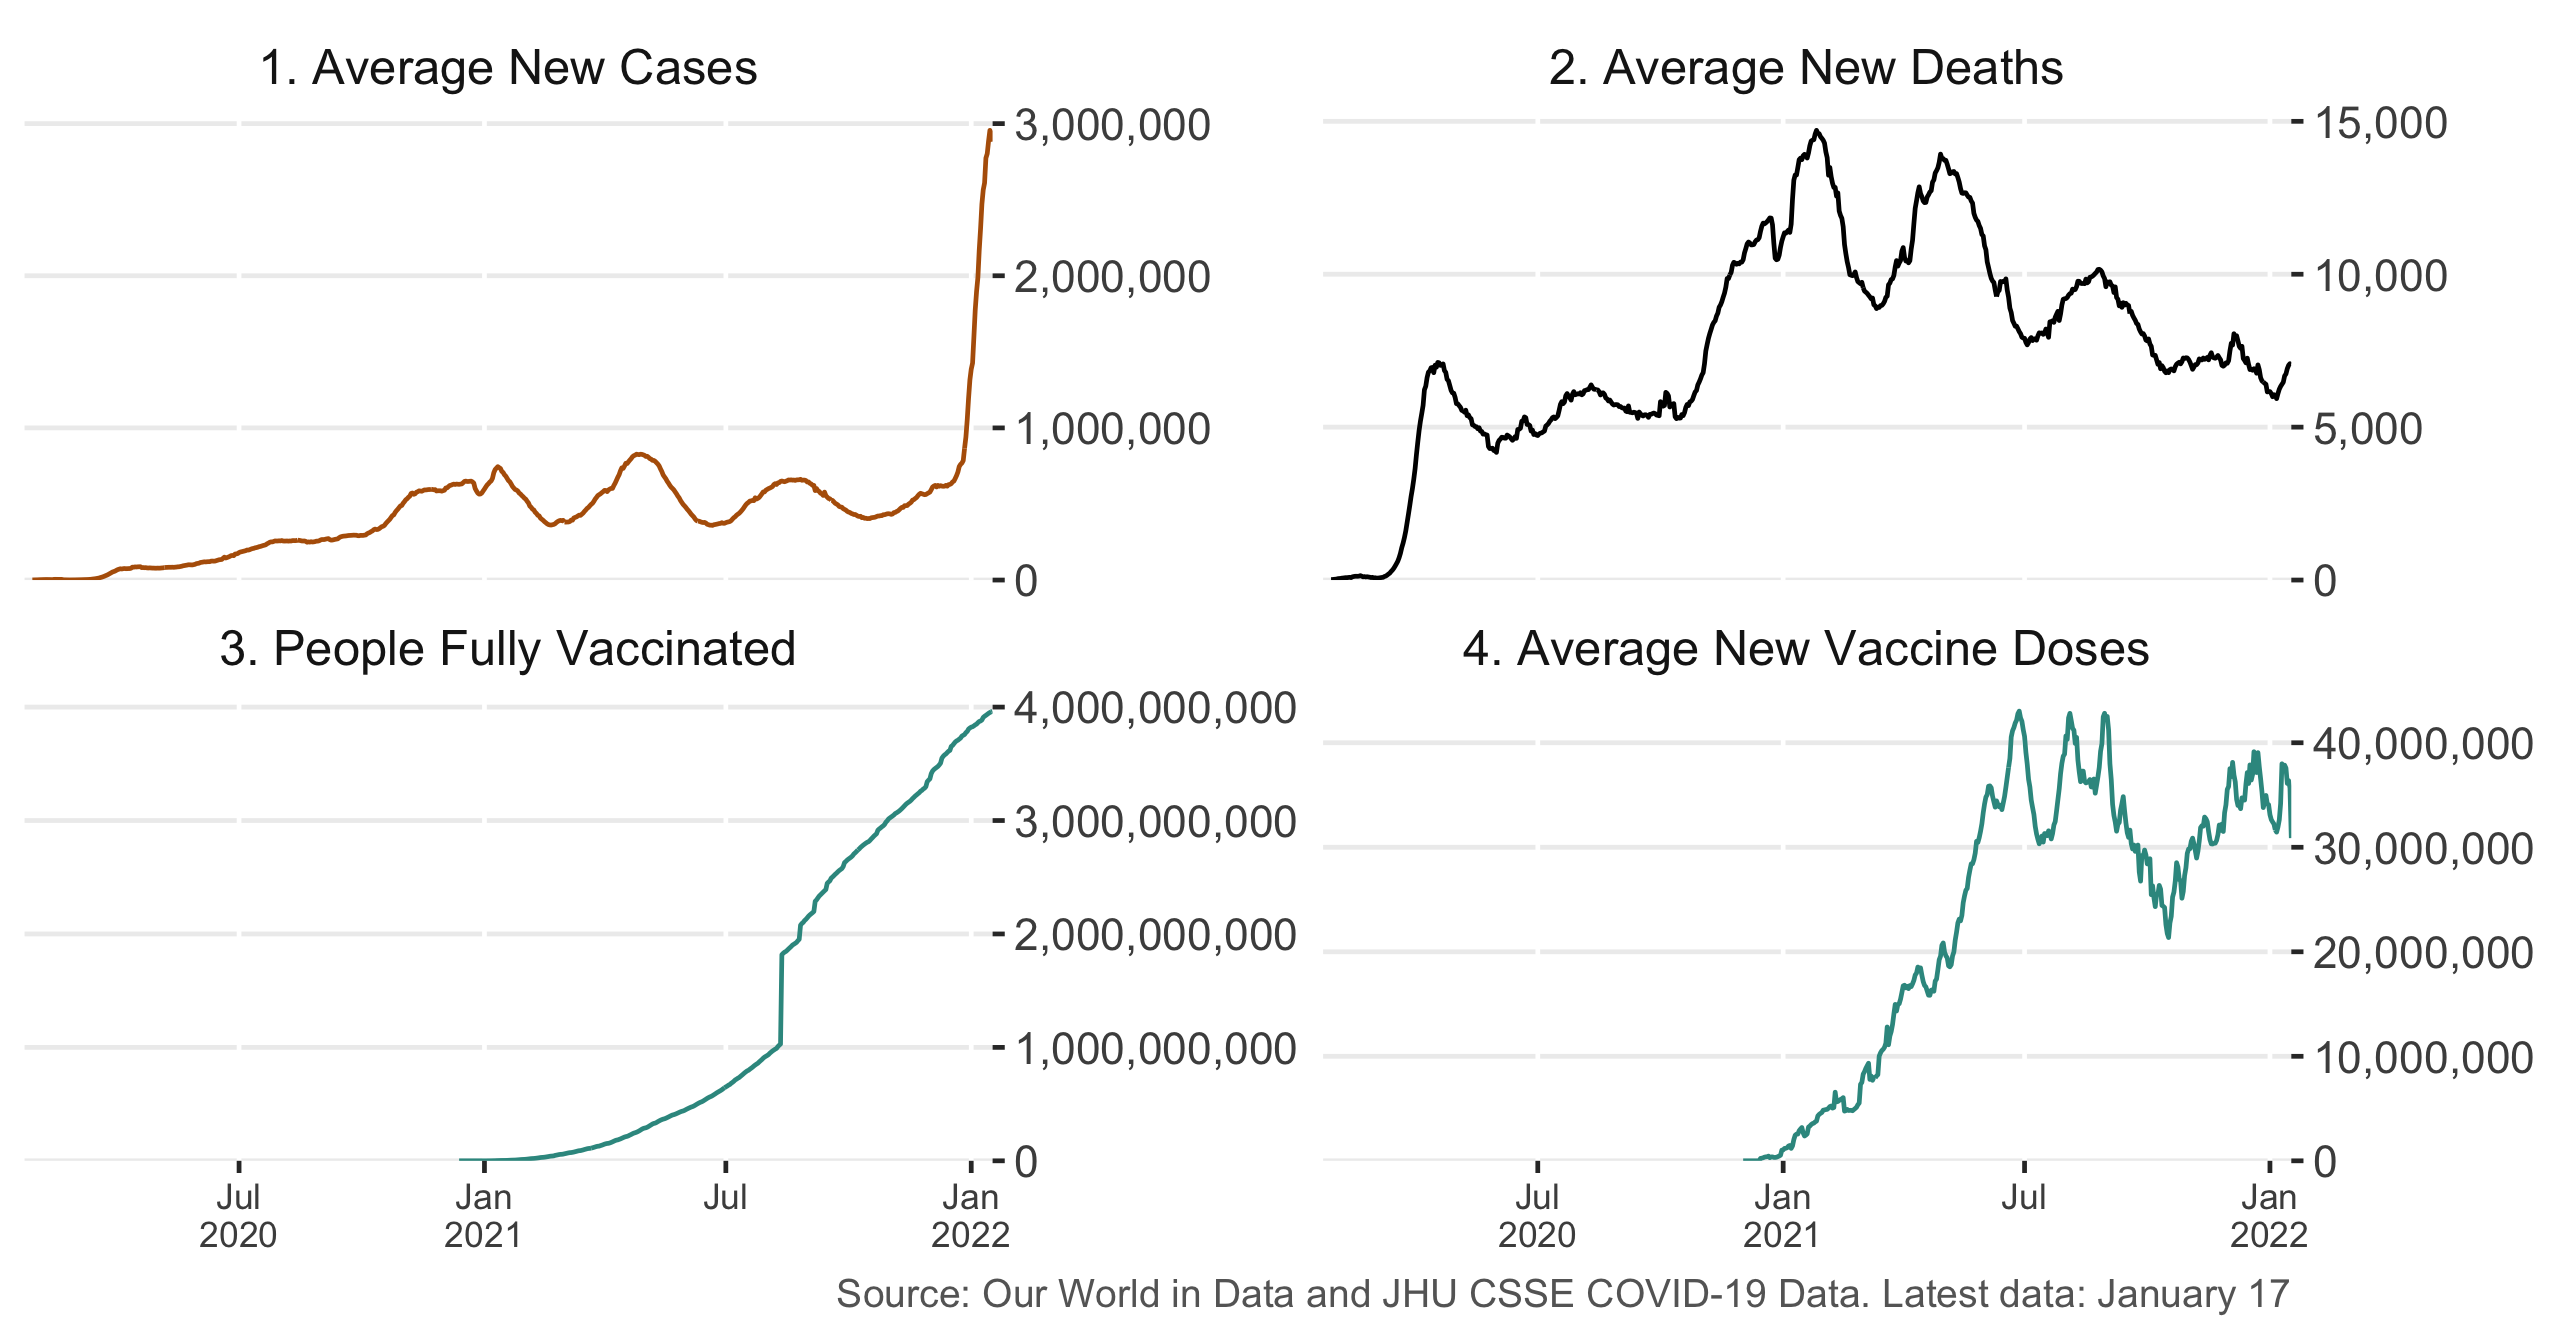 1. Average New Cases
3,000,000
2,000,000
1,000,000
0
2. Average New Deaths
15,000
10,000
5,000
0
3. People Fully Vaccinated
4,000,000,000
3,000,000,000
2,000,000,000
1,000,000,000
0
Jul Jan Jul Jan
2020 2021 2022
4. Average New Vaccine Doses
40,000,000
30,000,000
20,000,000
10,000,000
0
Jul Jan Jul Jan
2020 2021 2022
Source: Our World in Data and JHU CSSE COVID-19 Data. Latest data: January 17